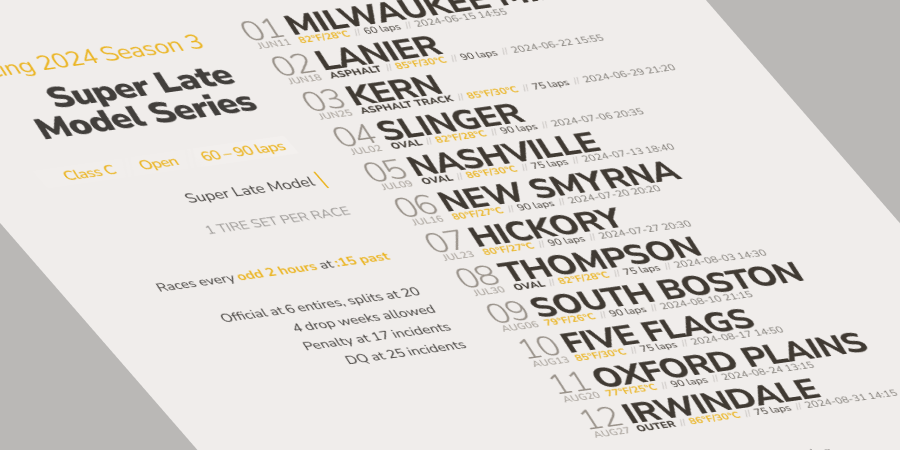 ing 2024 Season 3
Super Late
Model Series
Class C Open 60–90 laps
Super Late Model
1 TIRE SET PER RACE
Races every odd 2 hours at :15 past
Official at 6 entires, splits at 20
4 drop weeks allowed
Penalty at 17 incidents
DQ at 25 incidents
01 MILWAUKEE
JUN11 82°F/28°C // 60 laps // 2024-06-15 14:55
02 LANIER
JUN18 ASPHALT // 85°F/30°C // 90 laps // 2024-06-22 15:55
03 KERN
JUN25 ASPHALT TRACK // 85°F/30°C // 75 laps // 2024-06-29 21:20
04 SLINGER
JUL02 OVAL // 82°F/28°C // 90 laps // 2024-07-06 20:35
05 NASHVILLE
JUL09 OVAL // 86°F/30°C // 75 laps // 2024-07-13 18:40
06 NEW SMYRNA
JUL16 80°F/27°C // 90 laps // 2024-07-20 20:20
07 HICKORY
JUL23 80°F/27°C // 90 laps // 2024-07-27 20:30
08 THOMPSON
JUL30 OVAL // 82°F/28°C // 75 laps // 2024-08-03 14:30
09 SOUTH BOSTON
AUG06 79°F/26°C // 90 laps // 2024-08-10 21:15
10 FIVE FLAGS
AUG13 85°F/30°C // 75 laps // 2024-08-17 14:50
11 OXFORD PLAINS
AUG20 77°F/25°C // 90 laps // 2024-08-24 13:15
12 IRWINDALE
AUG27 OUTER // 86°F/30°C // 75 laps // 2024-08-31 14:15